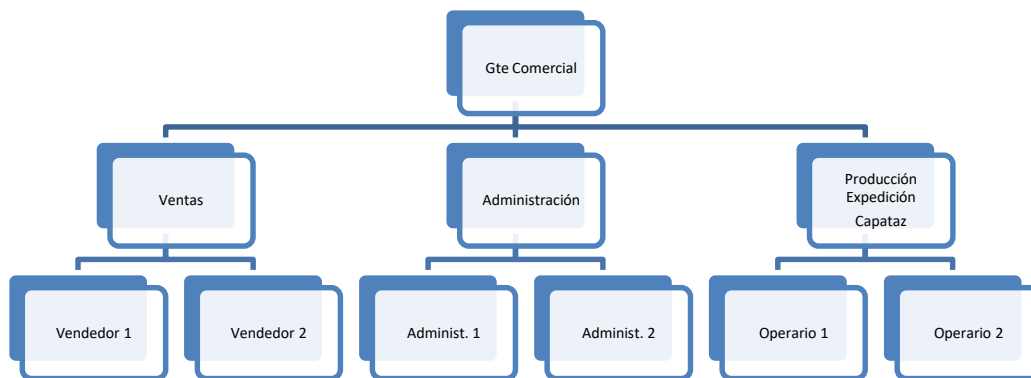 Gte Comercial
Ventas
Administración
Producción
Expedición
Capataz
Vendedor 1
Vendedor 2
Administ. 1
Administ. 2
Operario 1
Operario 2